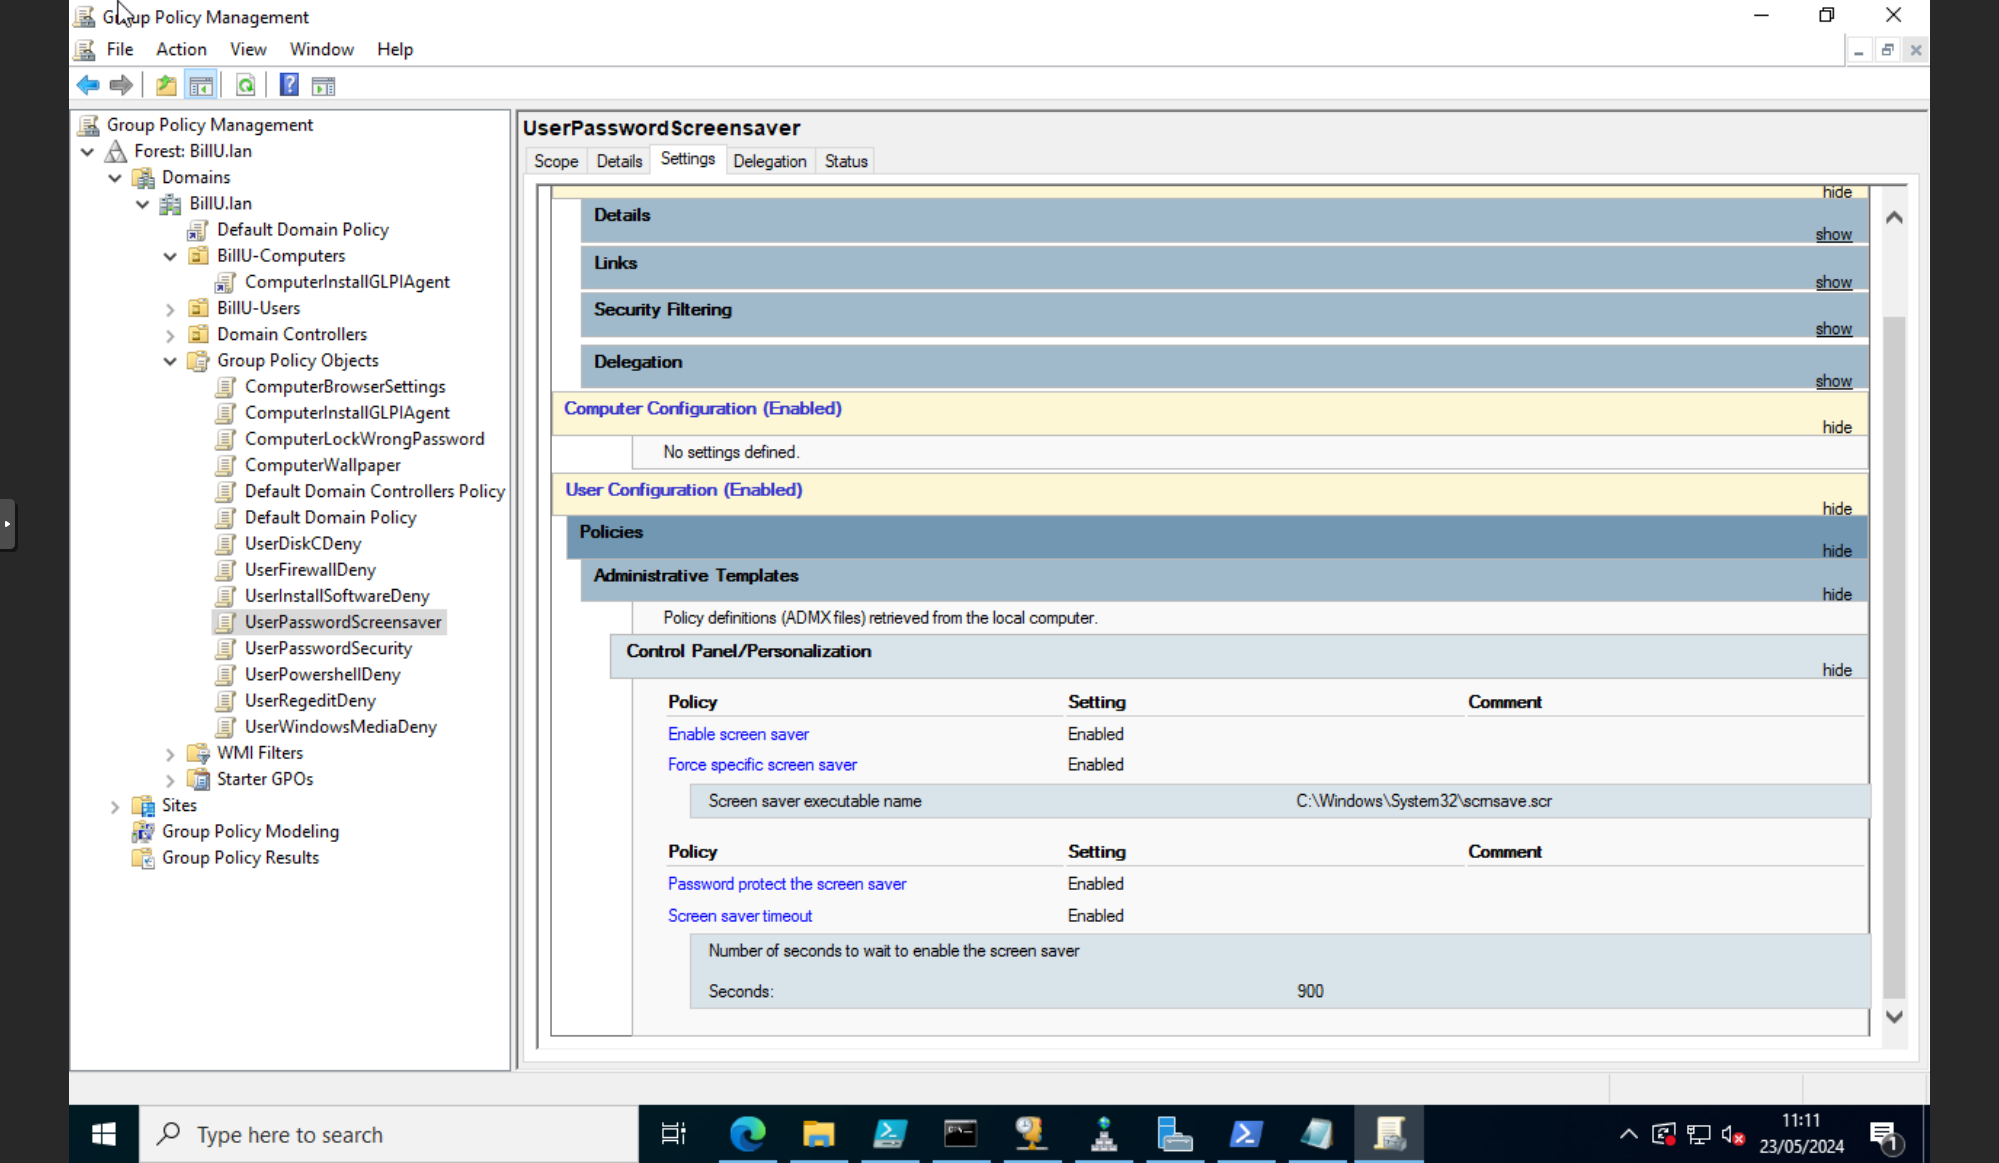 Group Policy Management
File Action View Window Help
Group Policy Management
Forest: BillU.lan
Domains
BillU.lan
Default Domain Policy
BillU-Computers
ComputerInstallGLPIAgent
BillU-Users
Domain Controllers
Group Policy Objects
ComputerBrowserSettings
ComputerInstallGLPIAgent
ComputerLockWrongPassword
ComputerWallpaper
Default Domain Controllers Policy
Default Domain Policy
UserDiskCDeny
UserFirewallDeny
UserInstallSoftwareDeny
UserPasswordScreensaver
UserPasswordSecurity
UserPowershellDeny
UserRegeditDeny
UserWindowsMediaDeny
WMI Filters
Starter GPOs
Sites
Group Policy Modeling
Group Policy Results
UserPasswordScreensaver
Scope Details Settings Delegation Status
hide
Details
show
Links
show
Security Filtering
show
Delegation
show
Computer Configuration (Enabled)
hide
No settings defined.
User Configuration (Enabled)
hide
Policies
hide
Administrative Templates
hide
Policy definitions (ADMX files) retrieved from the local computer.
Control Panel/Personalization
hide
Policy Setting Comment
Enable screen saver Enabled
Force specific screen saver Enabled
Screen saver executable name C:\Windows\System32\scrnsave.scr
Policy Setting Comment
Password protect the screen saver Enabled
Screen saver timeout Enabled
Number of seconds to wait to enable the screen saver
Seconds: 900
Type here to search
11:11
23/05/2024
1